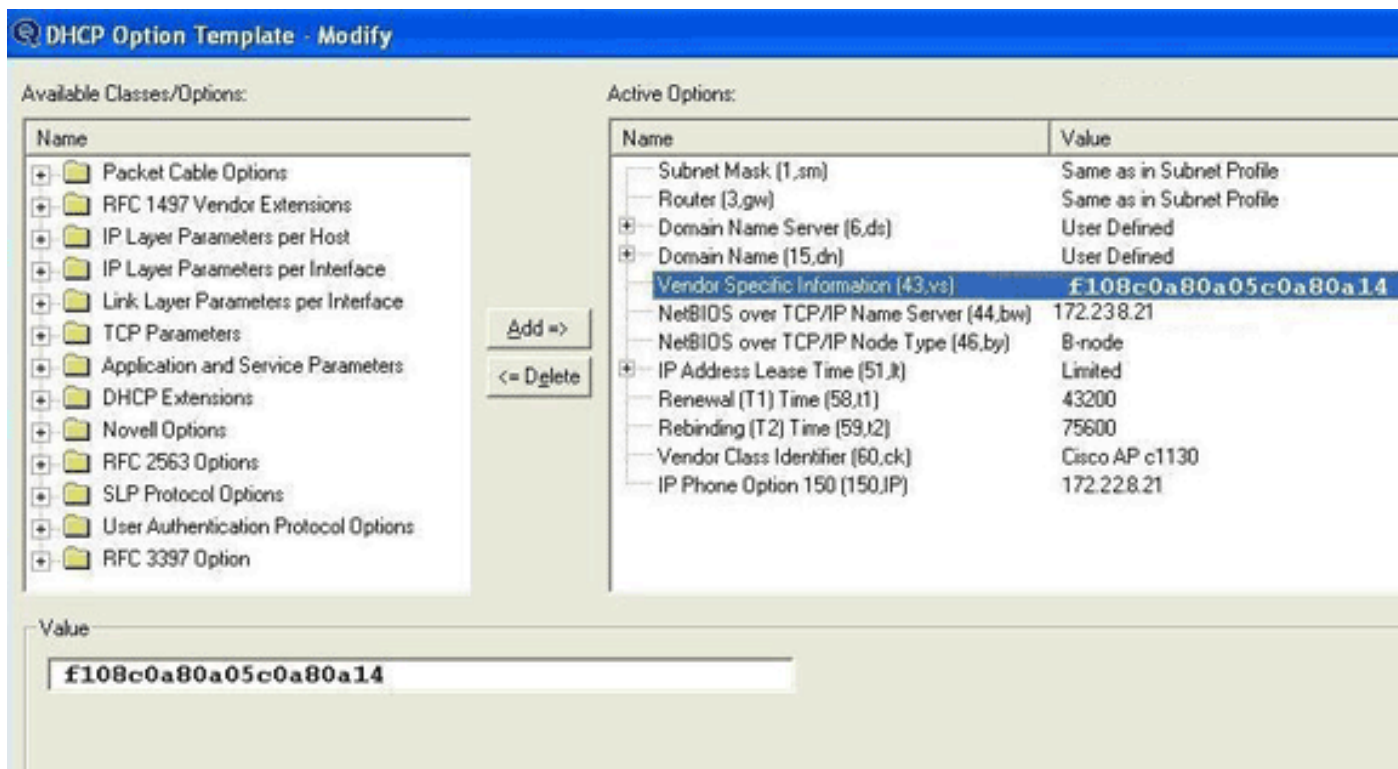 DHCP Option Template - Modify
Available Classes/Options:
Name
Packet Cable Options
RFC 1497 Vendor Extensions
IP Layer Parameters per Host
IP Layer Parameters per Interface
Link Layer Parameters per Interface
TCP Parameters
Application and Service Parameters
DHCP Extensions
Novell Options
RFC 2563 Options
SLP Protocol Options
User Authentication Protocol Options
RFC 3397 Option
Add =>
<= Delete
Active Options:
Name Value
Subnet Mask (1,sm) Same as in Subnet Profile
Router (3,gw) Same as in Subnet Profile
Domain Name Server (6,ds) User Defined
Domain Name (15,dn) User Defined
Vendor Specific Information (43,vs) f108c0a80a05c0a80a14
NetBIOS over TCP/IP Name Server (44,bw) 172.238.21
NetBIOS over TCP/IP Node Type (46,by) B-node
IP Address Lease Time (51,lt) Limited
Renewal (T1) Time (58,t1) 43200
Rebinding (T2) Time (59,t2) 75600
Vendor Class Identifier (60,ck) Cisco AP c1130
IP Phone Option 150 (150,IP) 172.22.8.21
Value
f108c0a80a05c0a80a14